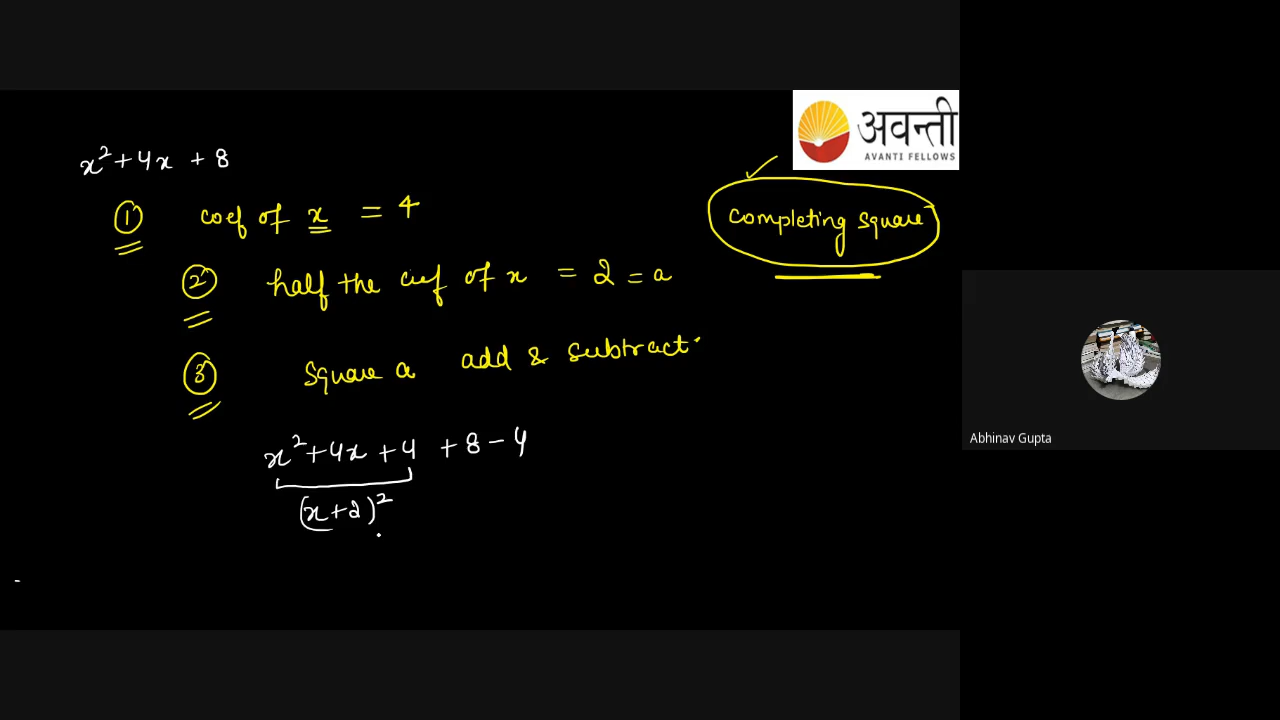 अवन्ती
AVANTI FELLOWS
x² + 4x + 8
completing square
① coef of x = 4
② half the coef of x = 2 = a
③ square a add & subtract
x² + 4x + 4 + 8 - 4
(x+2)²
Abhinav Gupta